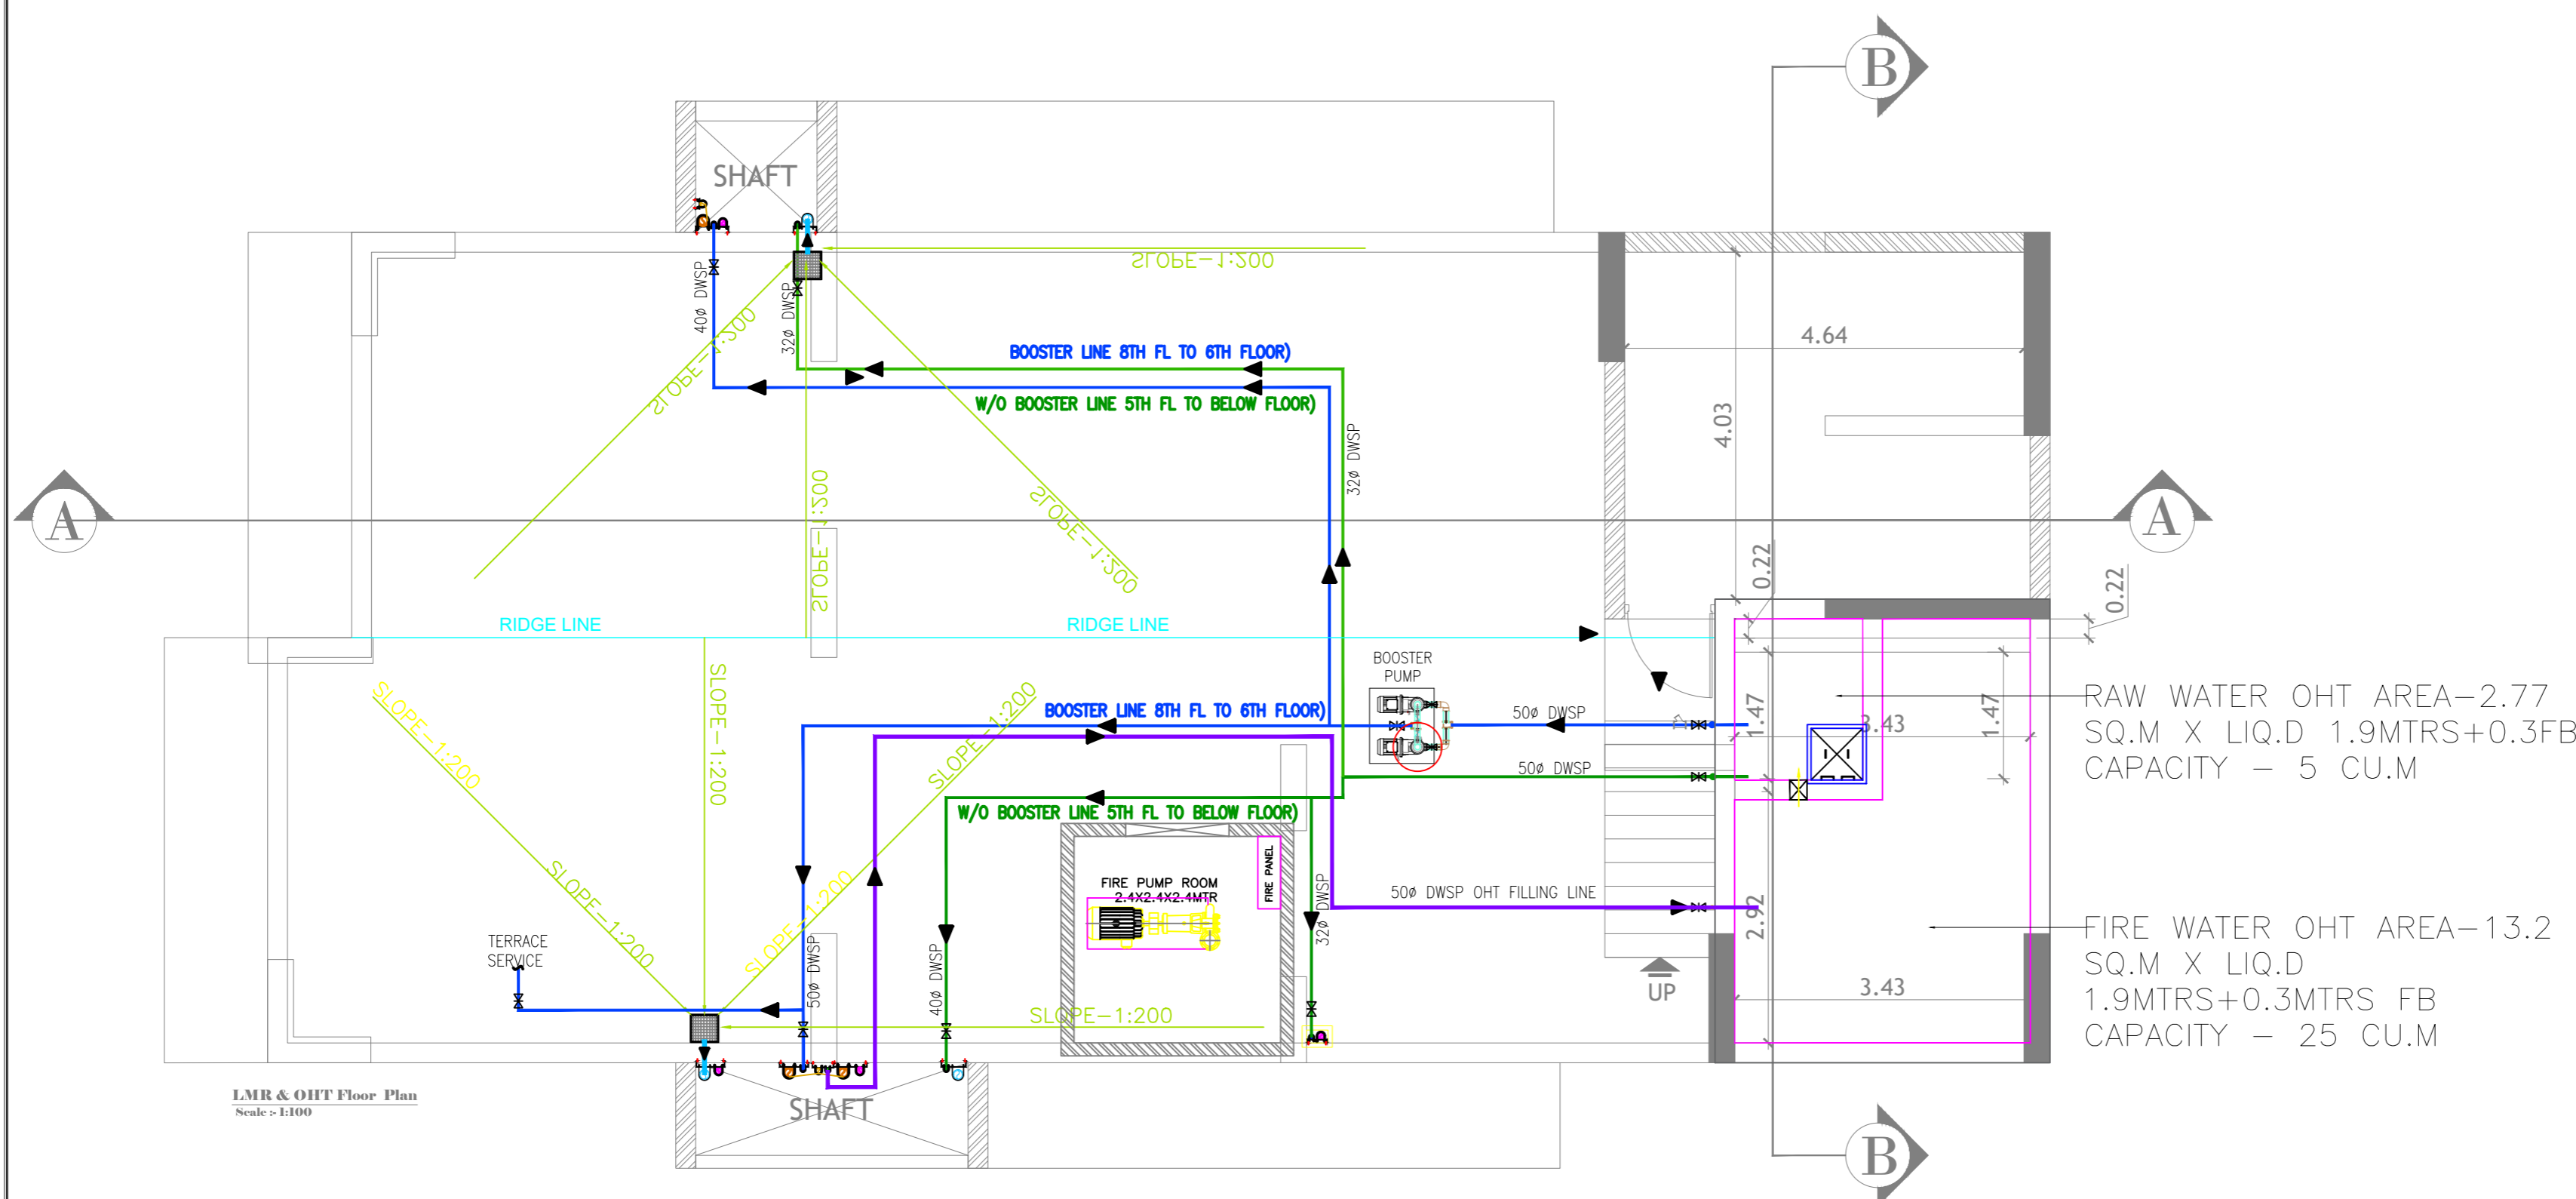 B
SHAFT
SLOPE-1:200
40Ø DWSP
32Ø DWSP
SLOPE-1:200
BOOSTER LINE 8TH FL TO 6TH FLOOR)
W/O BOOSTER LINE 5TH FL TO BELOW FLOOR)
4.64
4.03
32Ø DWSP
SLOPE-1:200
SLOPE-1:200
A
A
0.22
0.22
RIDGE LINE
RIDGE LINE
BOOSTER
PUMP
SLOPE-1:200
SLOPE-1:200
SLOPE-1:200
BOOSTER LINE 8TH FL TO 6TH FLOOR)
50Ø DWSP
1.47
3.43
1.47
RAW WATER OHT AREA-2.77
SQ.M X LIQ.D 1.9MTRS+0.3FB
CAPACITY - 5 CU.M
50Ø DWSP
W/O BOOSTER LINE 5TH FL TO BELOW FLOOR)
FIRE PANEL
FIRE PUMP ROOM
2.4X2.4X2.4MTR
50Ø DWSP OHT FILLING LINE
SLOPE-1:200
SLOPE-1:200
32Ø DWSP
2.92
FIRE WATER OHT AREA-13.2
SQ.M X LIQ.D
1.9MTRS+0.3MTRS FB
CAPACITY - 25 CU.M
TERRACE
SERVICE
50Ø DWSP
40Ø DWSP
3.43
UP
SLOPE-1:200
LMR & OHT Floor Plan
Scale :- 1:100
SHAFT
B